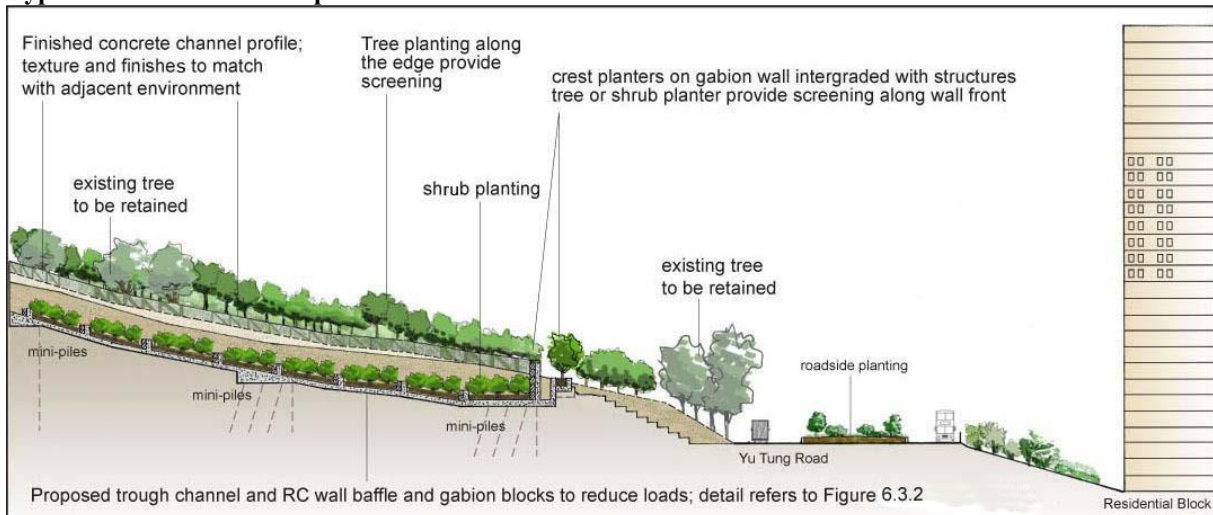 Finished concrete channel profile;
texture and finishes to match
with adjacent environment
Tree planting along
the edge provide
screening
crest planters on gabion wall intergraded with structures
tree or shrub planter provide screening along wall front
existing tree
to be retained
shrub planting
existing tree
to be retained
roadside planting
mini-piles
mini-piles
mini-piles
Yu Tung Road
Proposed trough channel and RC wall baffle and gabion blocks to reduce loads; detail refers to Figure 6.3.2
Residential Block